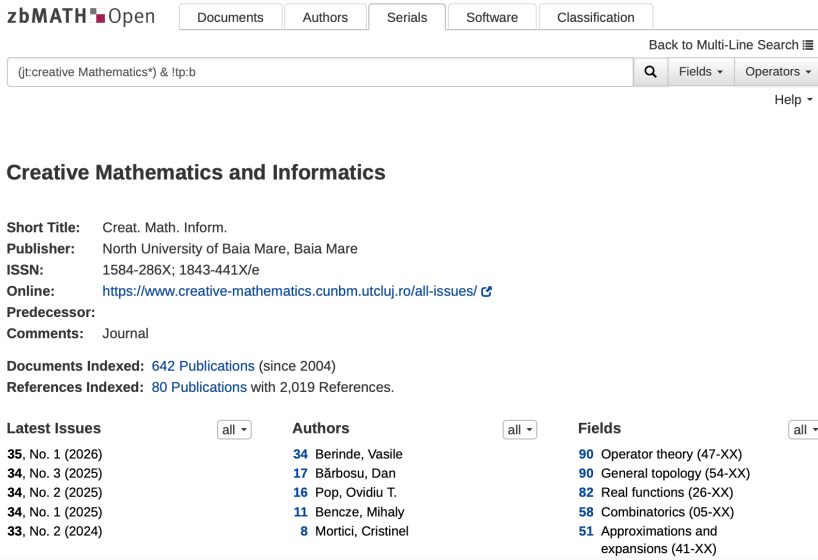 zbMATH Open
Documents
Authors
Serials
Software
Classification
Back to Multi-Line Search
(jt:creative Mathematics*) & !tp:b
Fields
Operators
Help
Creative Mathematics and Informatics
Short Title: Creat. Math. Inform.
Publisher: North University of Baia Mare, Baia Mare
ISSN: 1584-286X; 1843-441X/e
Online: https://www.creative-mathematics.cunbm.utcluj.ro/all-issues/
Predecessor:
Comments: Journal
Documents Indexed: 642 Publications (since 2004)
References Indexed: 80 Publications with 2,019 References.
Latest Issues
all
35, No. 1 (2026)
34, No. 3 (2025)
34, No. 2 (2025)
34, No. 1 (2025)
33, No. 2 (2024)
Authors
all
34 Berinde, Vasile
17 Bărbosu, Dan
16 Pop, Ovidiu T.
11 Bencze, Mihaly
8 Mortici, Cristinel
Fields
all
90 Operator theory (47-XX)
90 General topology (54-XX)
82 Real functions (26-XX)
58 Combinatorics (05-XX)
51 Approximations and
expansions (41-XX)